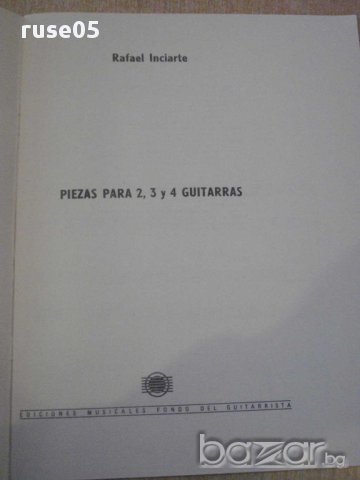 ruse05
Rafael Inciarte
PIEZAS PARA 2, 3 y 4 GUITARRAS
EDICIONES MUSICALES FONDO DEL GUITARRISTA
bazar.bg